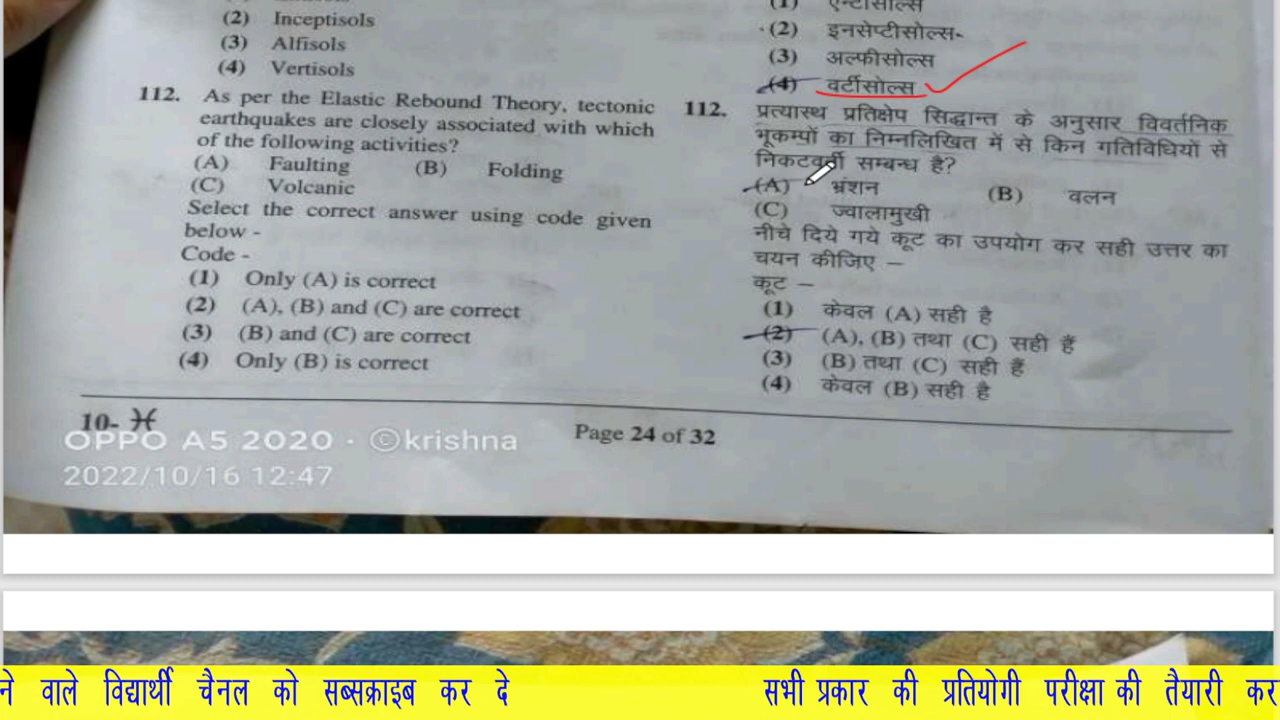 (2) Inceptisols
(3) Alfisols
(4) Vertisols
112. As per the Elastic Rebound Theory, tectonic
earthquakes are closely associated with which
of the following activities?
(A) Faulting (B) Folding
(C) Volcanic
Select the correct answer using code given
below -
Code -
(1) Only (A) is correct
(2) (A), (B) and (C) are correct
(3) (B) and (C) are correct
(4) Only (B) is correct
(1) एन्टीसोल्स
(2) इनसेप्टीसोल्स
(3) अल्फीसोल्स
(4) वर्टीसोल्स
112. प्रत्यास्थ प्रतिक्षेप सिद्धान्त के अनुसार विवर्तनिक
भूकम्पों का निम्नलिखित में से किन गतिविधियों से
निकटवर्ती सम्बन्ध है?
(A) भ्रंशन (B) वलन
(C) ज्वालामुखी
नीचे दिये गये कूट का उपयोग कर सही उत्तर का
चयन कीजिए –
कूट –
(1) केवल (A) सही है
(2) (A), (B) तथा (C) सही हैं
(3) (B) तथा (C) सही हैं
(4) केवल (B) सही है
10-
Page 24 of 32
OPPO A5 2020 · ©krishna
2022/10/16 12:47
ने वाले विद्यार्थी चैनल को सब्सक्राइब कर दे सभी प्रकार की प्रतियोगी परीक्षा की तैयारी कर